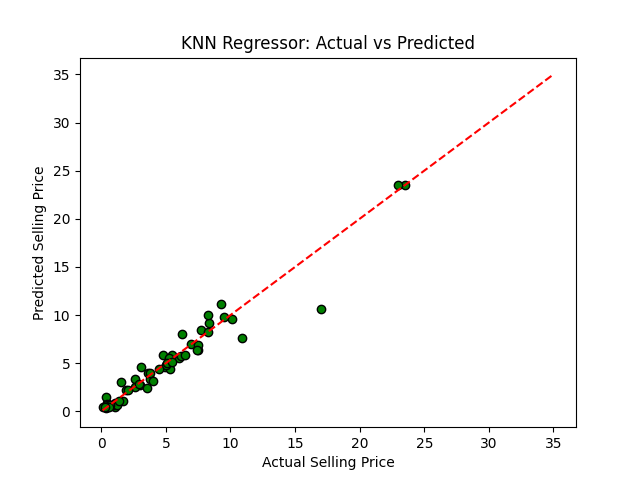 KNN Regressor: Actual vs Predicted
35
30
25
20
15
10
5
0
Predicted Selling Price
0 5 10 15 20 25 30 35
Actual Selling Price